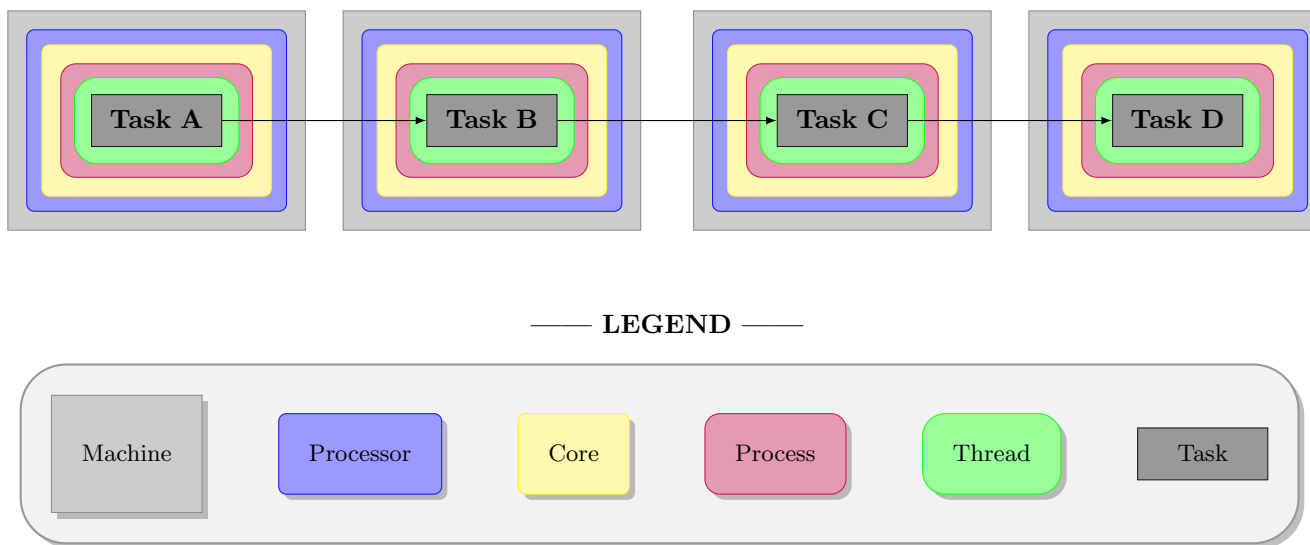 Task A Task B Task C Task D
—— LEGEND ——
Machine Processor Core Process Thread Task